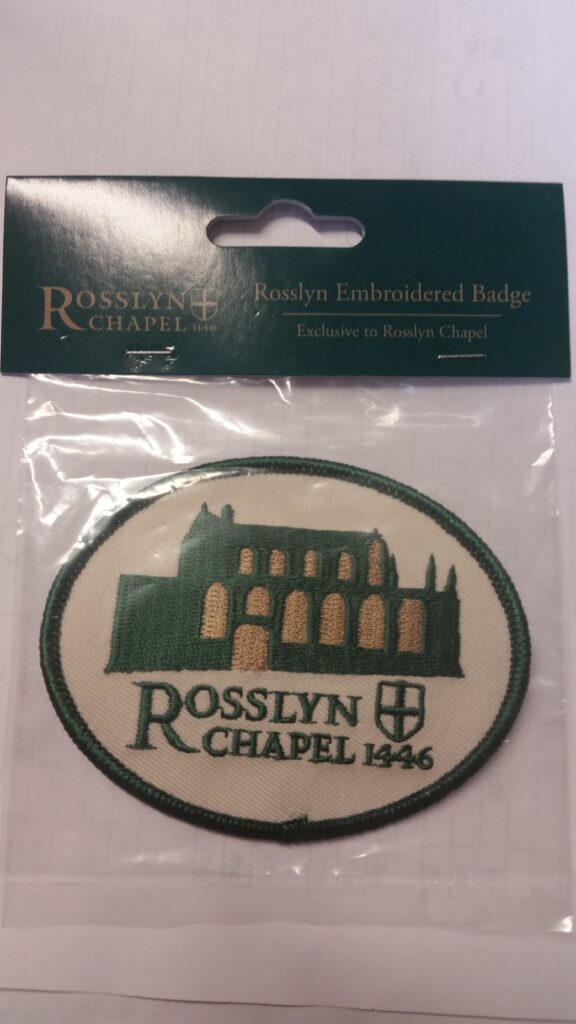 ROSSLYN
CHAPEL 1446
Rosslyn Embroidered Badge
Exclusive to Rosslyn Chapel
ROSSLYN
CHAPEL 1446